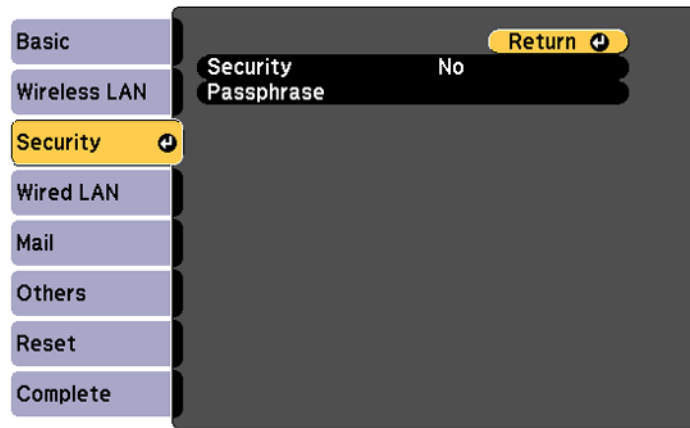 Basic
Wireless LAN
Security
Wired LAN
Mail
Others
Reset
Complete
Return
Security No
Passphrase